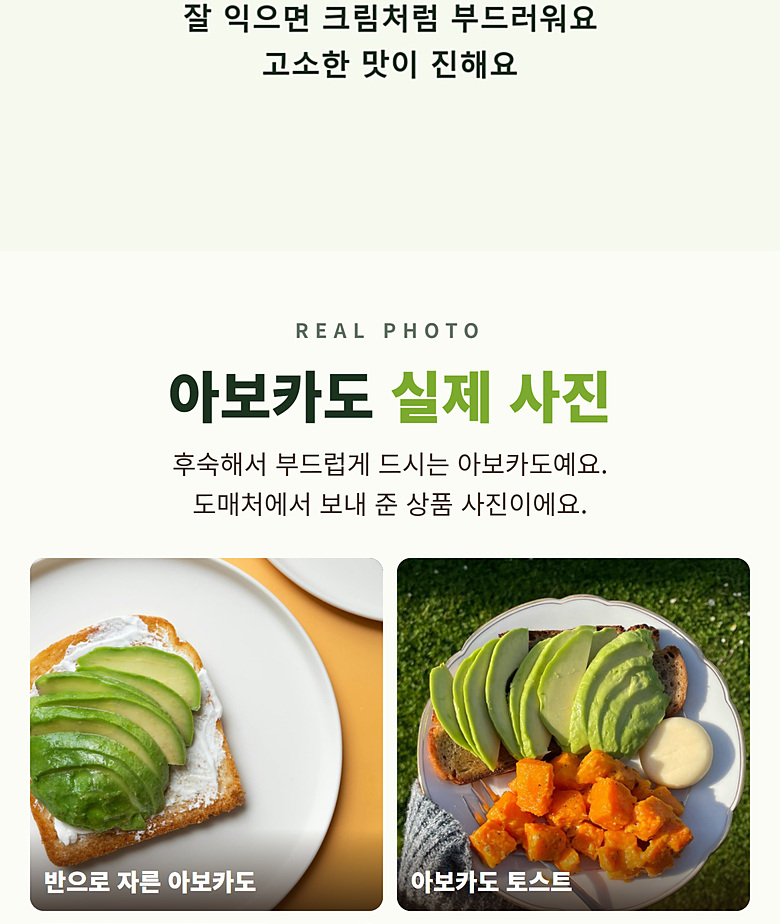 잘 익으면 크림처럼 부드러워요
고소한 맛이 진해요
REAL PHOTO
아보카도 실제 사진
후숙해서 부드럽게 드시는 아보카도예요.
도매처에서 보내 준 상품 사진이에요.
반으로 자른 아보카도
아보카도 토스트